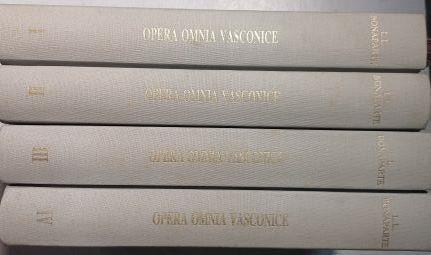 I
OPERA OMNIA VASCONICE
L.L.
BONAPARTE
II
OPERA OMNIA VASCONICE
L.L.
BONAPARTE
III
OPERA OMNIA VASCONICE
L.L.
BONAPARTE
IV
OPERA OMNIA VASCONICE
L.L.
BONAPARTE